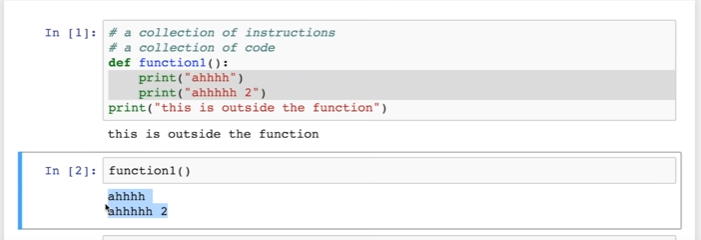 In [1]: # a collection of instructions
# a collection of code
def function1():
    print("ahhhh")
    print("ahhhhh 2")
print("this is outside the function")
this is outside the function
In [2]: function1()
ahhhh
ahhhhh 2